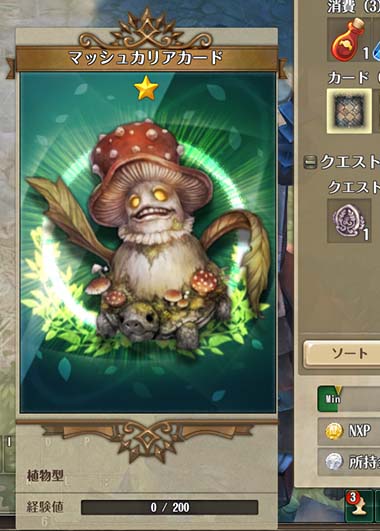 マッシュカリアカード
植物型
経験値
0 / 200
消費 (3)
1
カード (
クエスト
クエスト
1
ソート
Min
NXP
所持
3